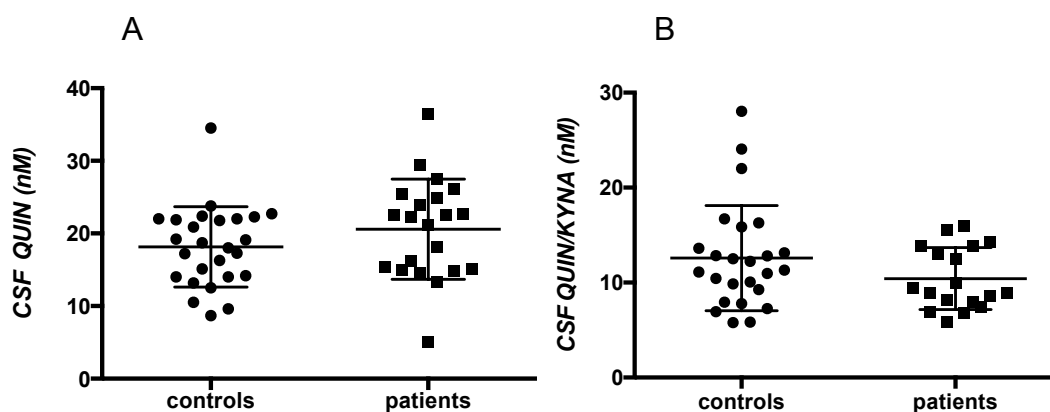 A
CSF QUIN (nM)
40
30
20
10
0
controls patients
B
CSF QUIN/KYNA (nM)
30
20
10
0
controls patients